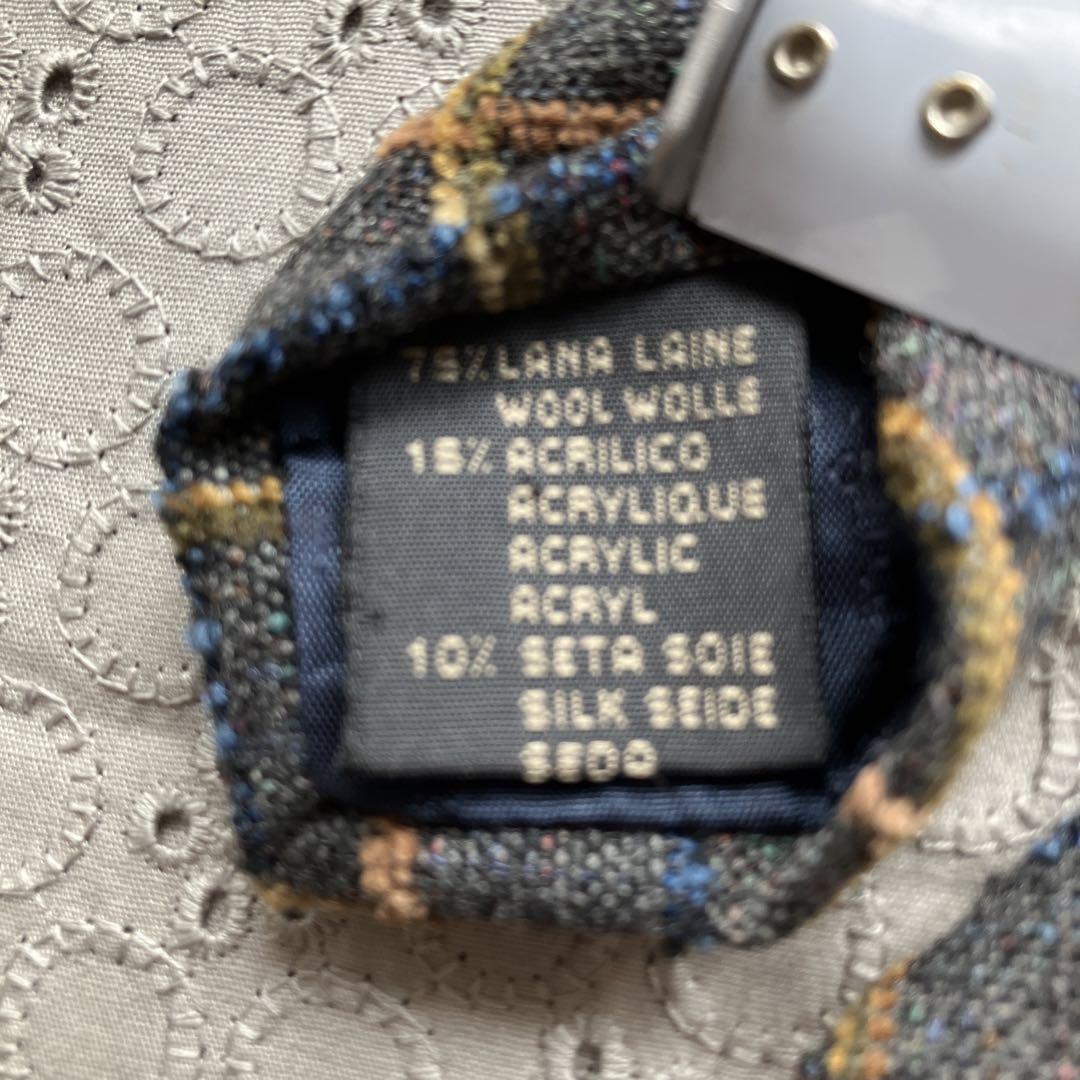 75% LANA LAINE
WOOL WOLLE
15% ACRILICO
ACRYLIQUE
ACRYLIC
ACRYL
10% SETA SOIE
SILK SEIDE
SEDA